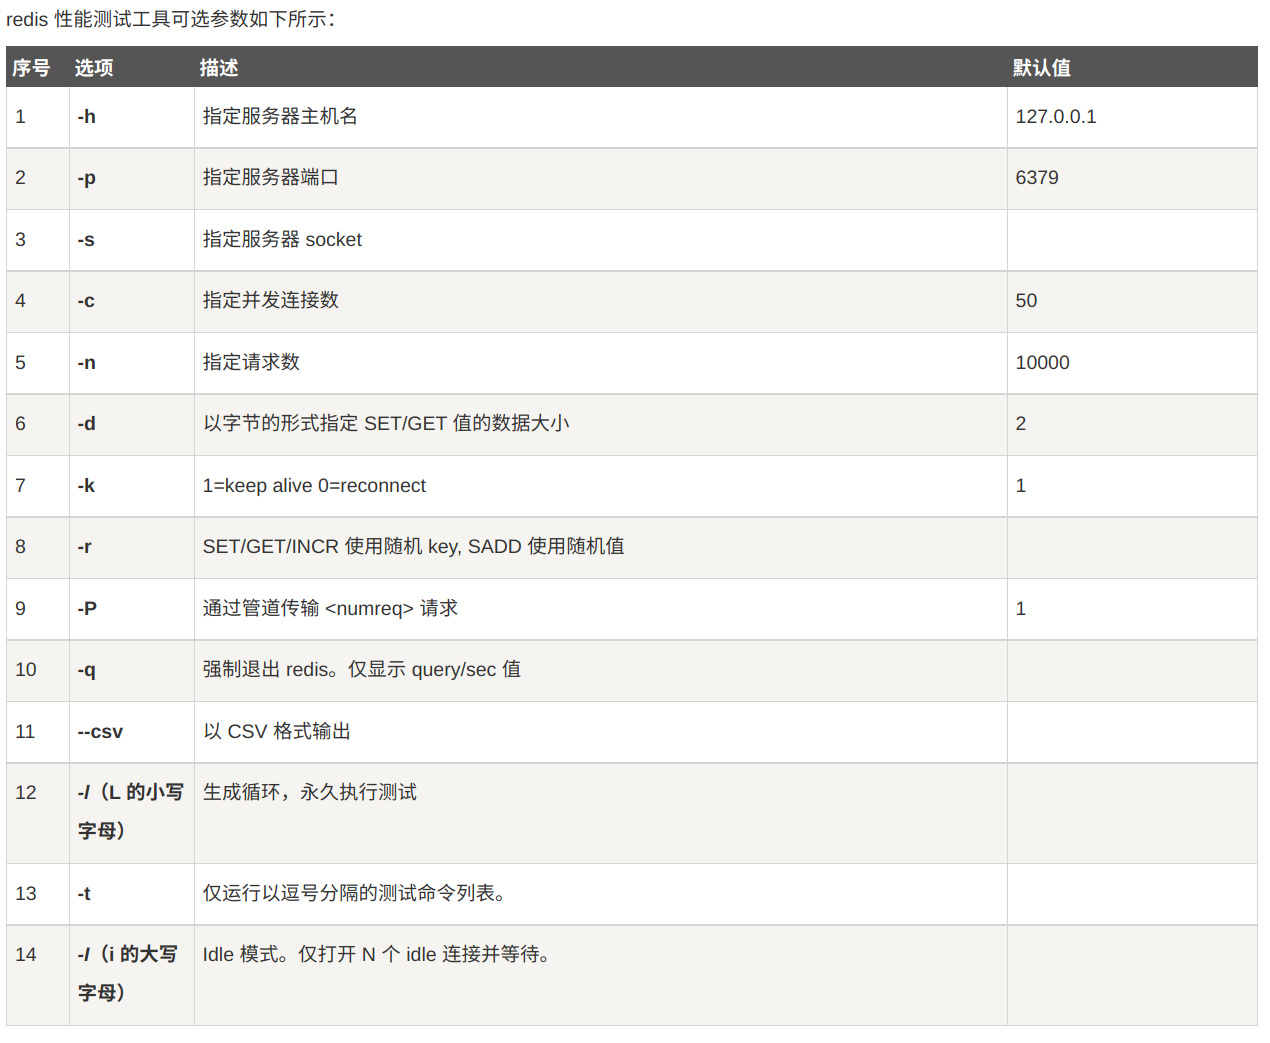 redis 性能测试工具可选参数如下所示：
序号 选项 描述 默认值
1 -h 指定服务器主机名 127.0.0.1
2 -p 指定服务器端口 6379
3 -s 指定服务器 socket
4 -c 指定并发连接数 50
5 -n 指定请求数 10000
6 -d 以字节的形式指定 SET/GET 值的数据大小 2
7 -k 1=keep alive 0=reconnect 1
8 -r SET/GET/INCR 使用随机 key, SADD 使用随机值
9 -P 通过管道传输 <numreq> 请求 1
10 -q 强制退出 redis。仅显示 query/sec 值
11 --csv 以 CSV 格式输出
12 -l（L 的小写 生成循环，永久执行测试
字母）
13 -t 仅运行以逗号分隔的测试命令列表。
14 -I（i 的大写 Idle 模式。仅打开 N 个 idle 连接并等待。
字母）